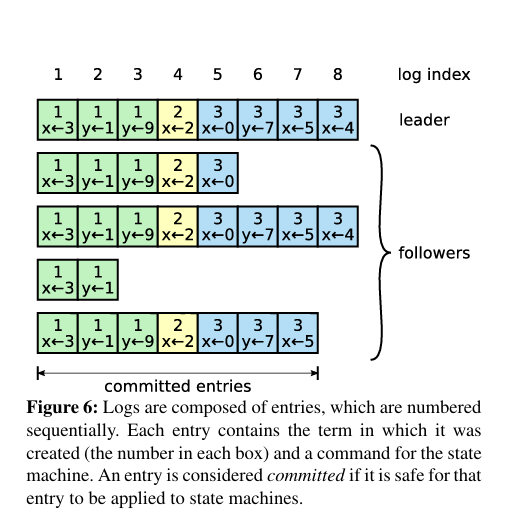 1 2 3 4 5 6 7 8 log index
1 1 1 2 3 3 3 3
x←3 y←1 y←9 x←2 x←0 y←7 x←5 x←4
leader
1 1 1 2 3
x←3 y←1 y←9 x←2 x←0
1 1 1 2 3 3 3 3
x←3 y←1 y←9 x←2 x←0 y←7 x←5 x←4
followers
1 1
x←3 y←1
1 1 1 2 3 3 3
x←3 y←1 y←9 x←2 x←0 y←7 x←5
committed entries
Figure 6: Logs are composed of entries, which are numbered
sequentially. Each entry contains the term in which it was
created (the number in each box) and a command for the state
machine. An entry is considered committed if it is safe for that
entry to be applied to state machines.